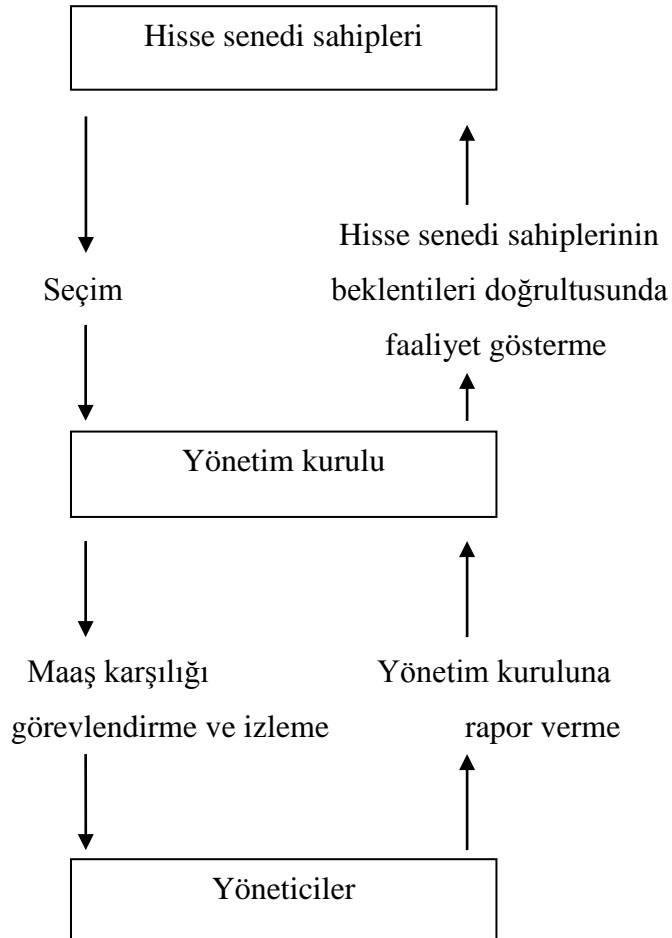 Hisse senedi sahipleri
Seçim
Hisse senedi sahiplerinin
beklentileri doğrultusunda
faaliyet gösterme
Yönetim kurulu
Maaş karşılığı
görevlendirme ve izleme
Yönetim kuruluna
rapor verme
Yöneticiler